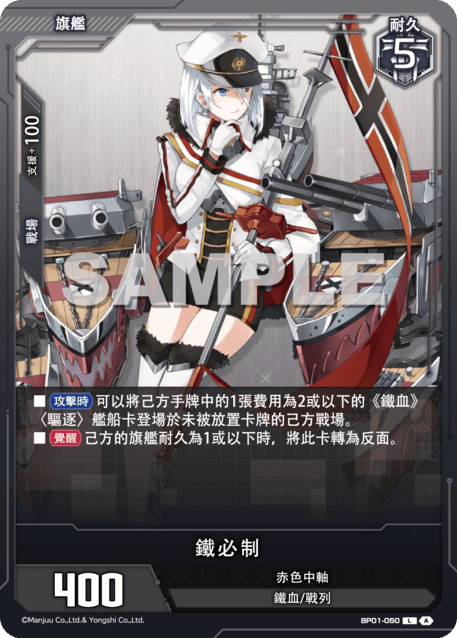 旗艦
耐久
5
支援+100
戰場
SAMPLE
■ 攻擊時 可以將己方手牌中的1張費用為2或以下的《鐵血》
〈驅逐〉艦船卡登場於未被放置卡牌的己方戰場。
■ 覺醒 己方的旗艦耐久為1或以下時，將此卡轉為反面。
鐵必制
400
赤色中軸
鐵血/戰列
©Manjuu Co.,Ltd.& Yongshi Co.,Ltd.
BP01-050 L A